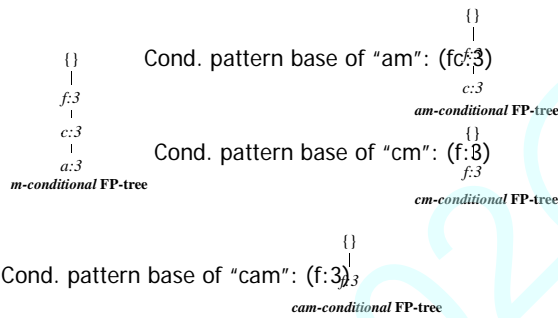 {}
f:3
c:3
a:3
m-conditional FP-tree
Cond. pattern base of “am”: (fc:3)
{}
f:3
c:3
am-conditional FP-tree
Cond. pattern base of “cm”: (f:3)
{}
f:3
cm-conditional FP-tree
Cond. pattern base of “cam”: (f:3)
{}
f:3
cam-conditional FP-tree